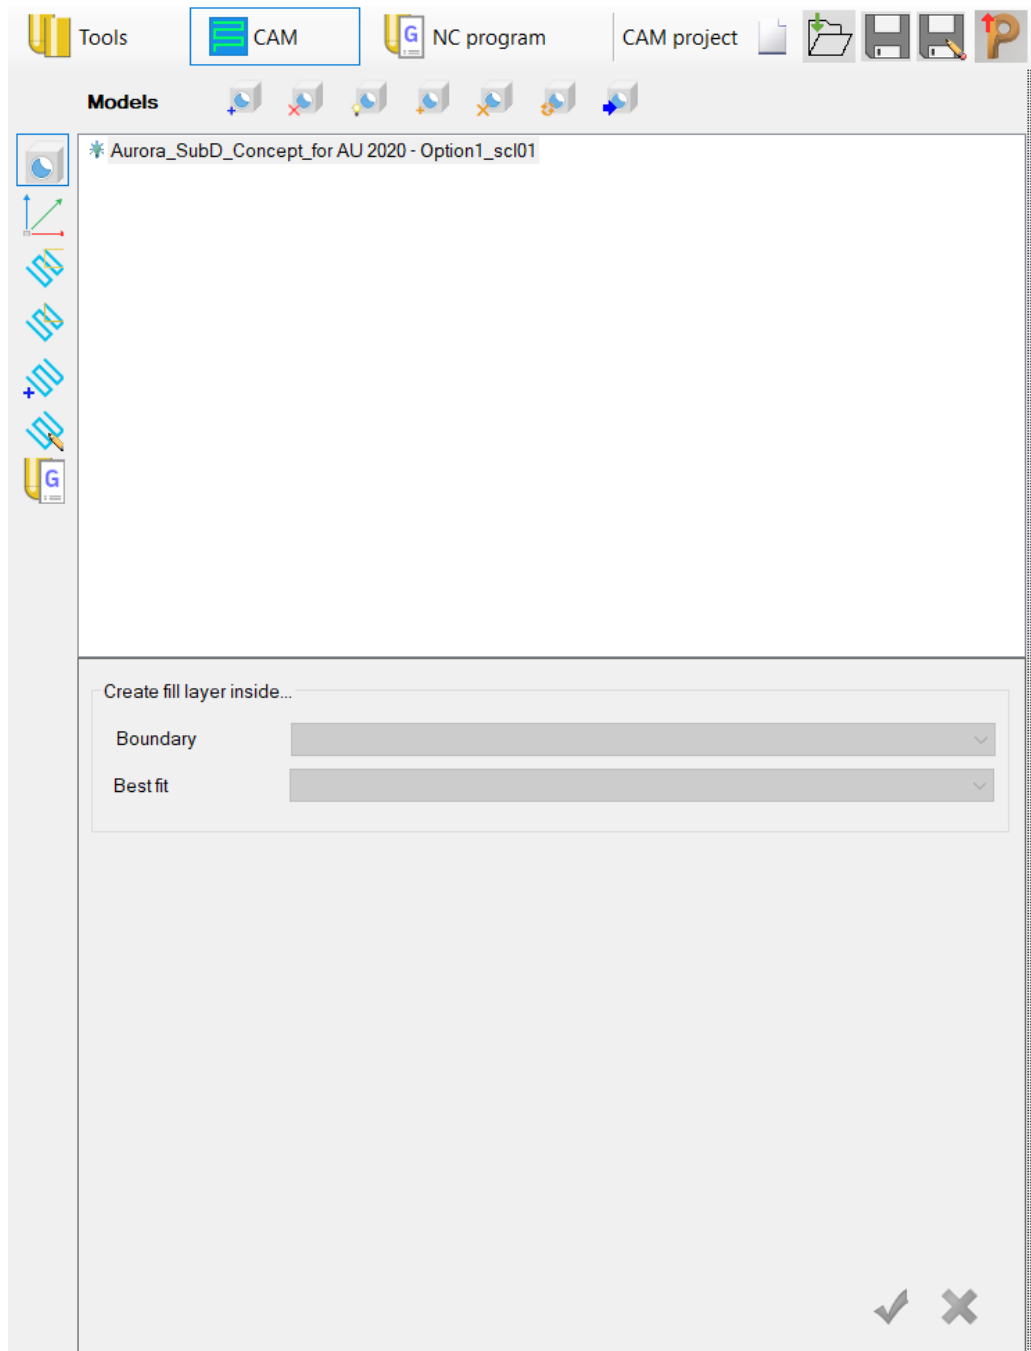 Tools CAM G NC program CAM project
Models
Aurora_SubD_Concept_for AU 2020 - Option1_scl01
G
Create fill layer inside...
Boundary
Best fit